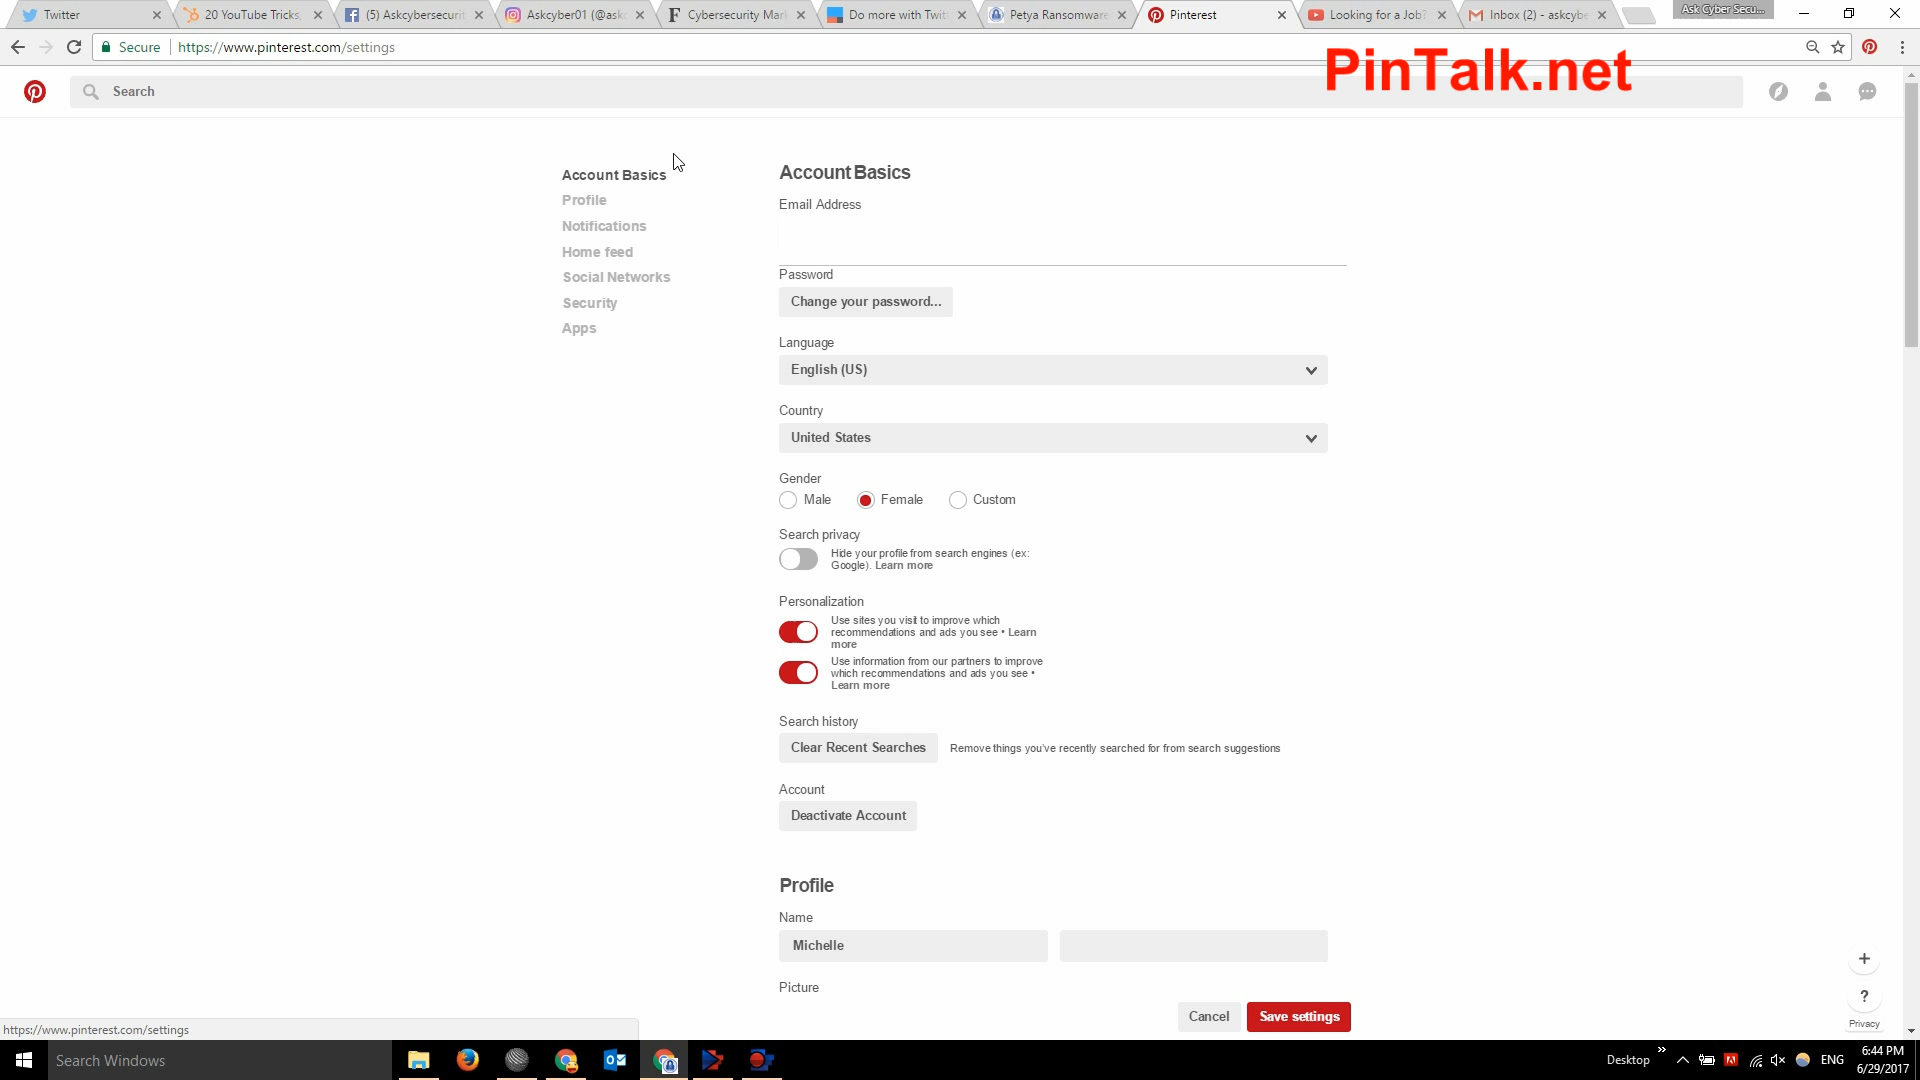 Twitter
20 YouTube Tricks,
(5) Askcybersecurit
Askcyber01 (@askc
Cybersecurity Mar
Do more with Twit
Petya Ransomware
Pinterest
Looking for a Job?
Inbox (2) - askcybe
Ask Cyber Secu...
Secure
https://www.pinterest.com/settings
PinTalk.net
Search
Account Basics
Profile
Notifications
Home feed
Social Networks
Security
Apps
Account Basics
Email Address
Password
Change your password...
Language
English (US)
Country
United States
Gender
Male
Female
Custom
Search privacy
Hide your profile from search engines (ex:
Google). Learn more
Personalization
Use sites you visit to improve which
recommendations and ads you see • Learn
more
Use information from our partners to improve
which recommendations and ads you see •
Learn more
Search history
Clear Recent Searches
Remove things you've recently searched for from search suggestions
Account
Deactivate Account
Profile
Name
Michelle
Picture
Cancel
Save settings
+
?
Privacy
https://www.pinterest.com/settings
Search Windows
Desktop
ENG
6:44 PM
6/29/2017